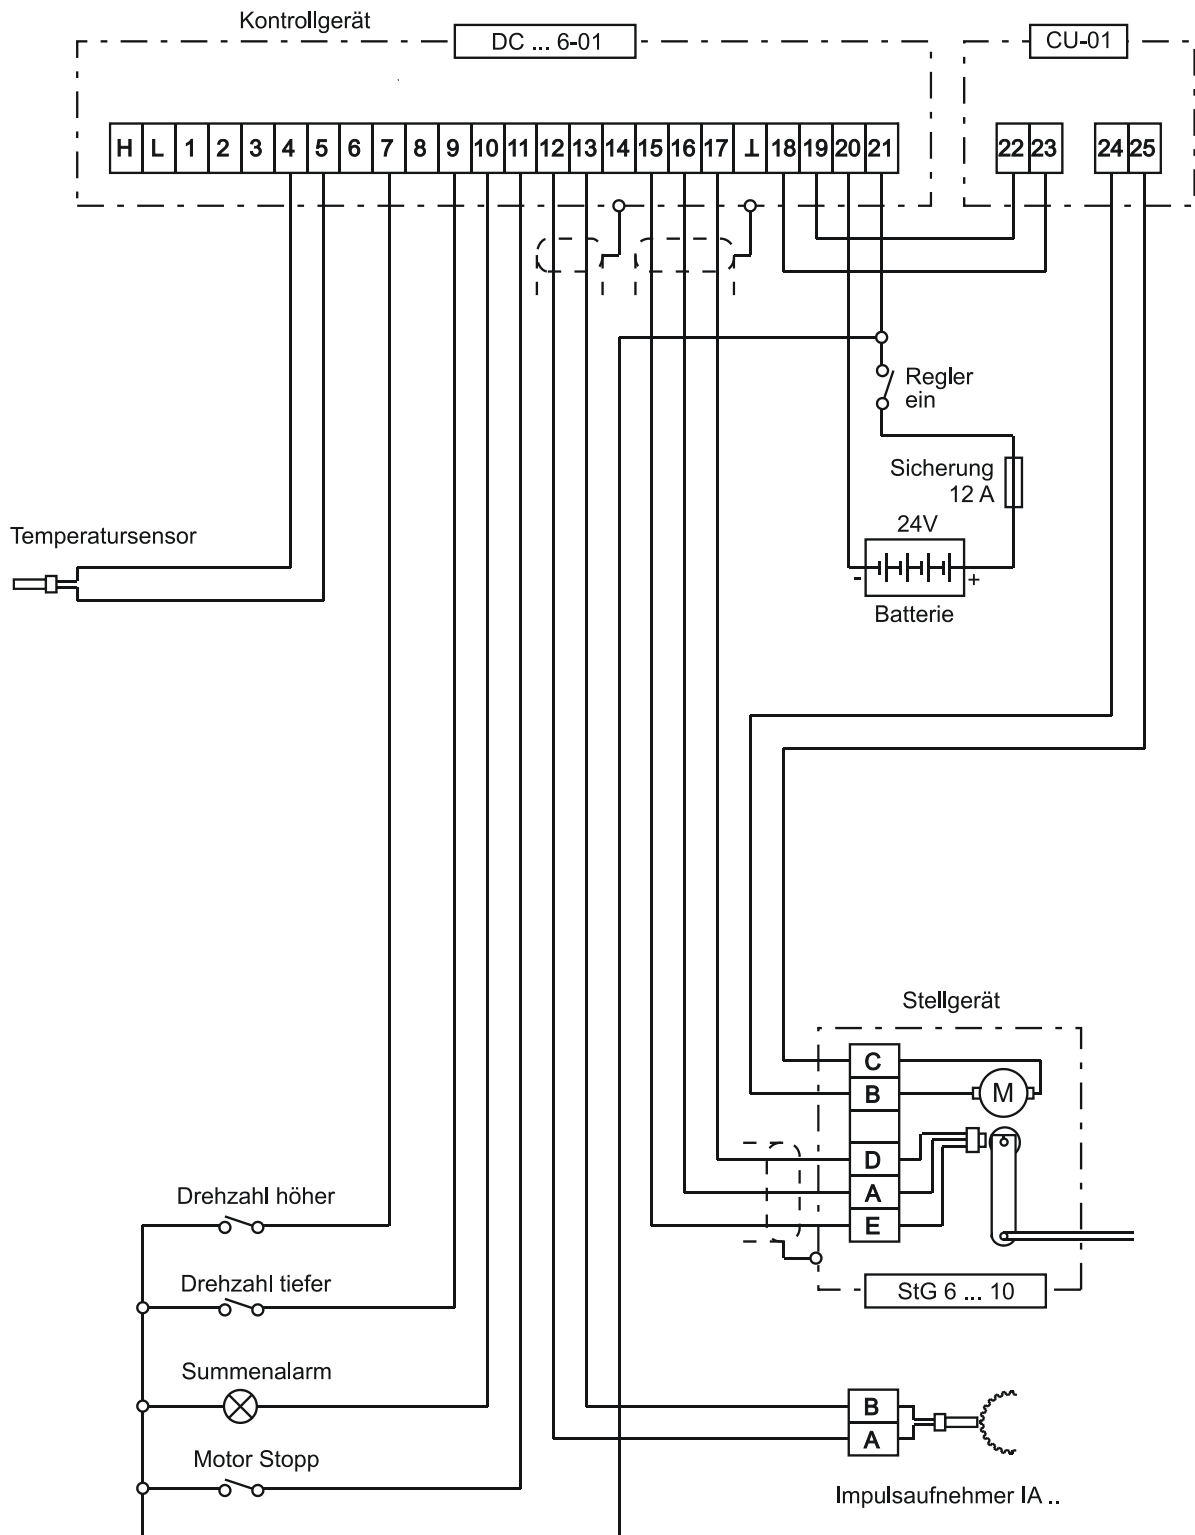 Kontrollgerät
DC ... 6-01
CU-01
H L 1 2 3 4 5 6 7 8 9 10 11 12 13 14 15 16 17 ⊥ 18 19 20 21
22 23 24 25
Regler
ein
Sicherung
12 A
24V
- +
Batterie
Temperatursensor
Stellgerät
C
B
M
D
A
E
StG 6 ... 10
Drehzahl höher
Drehzahl tiefer
Summenalarm
Motor Stopp
B
A
Impulsaufnehmer IA ..